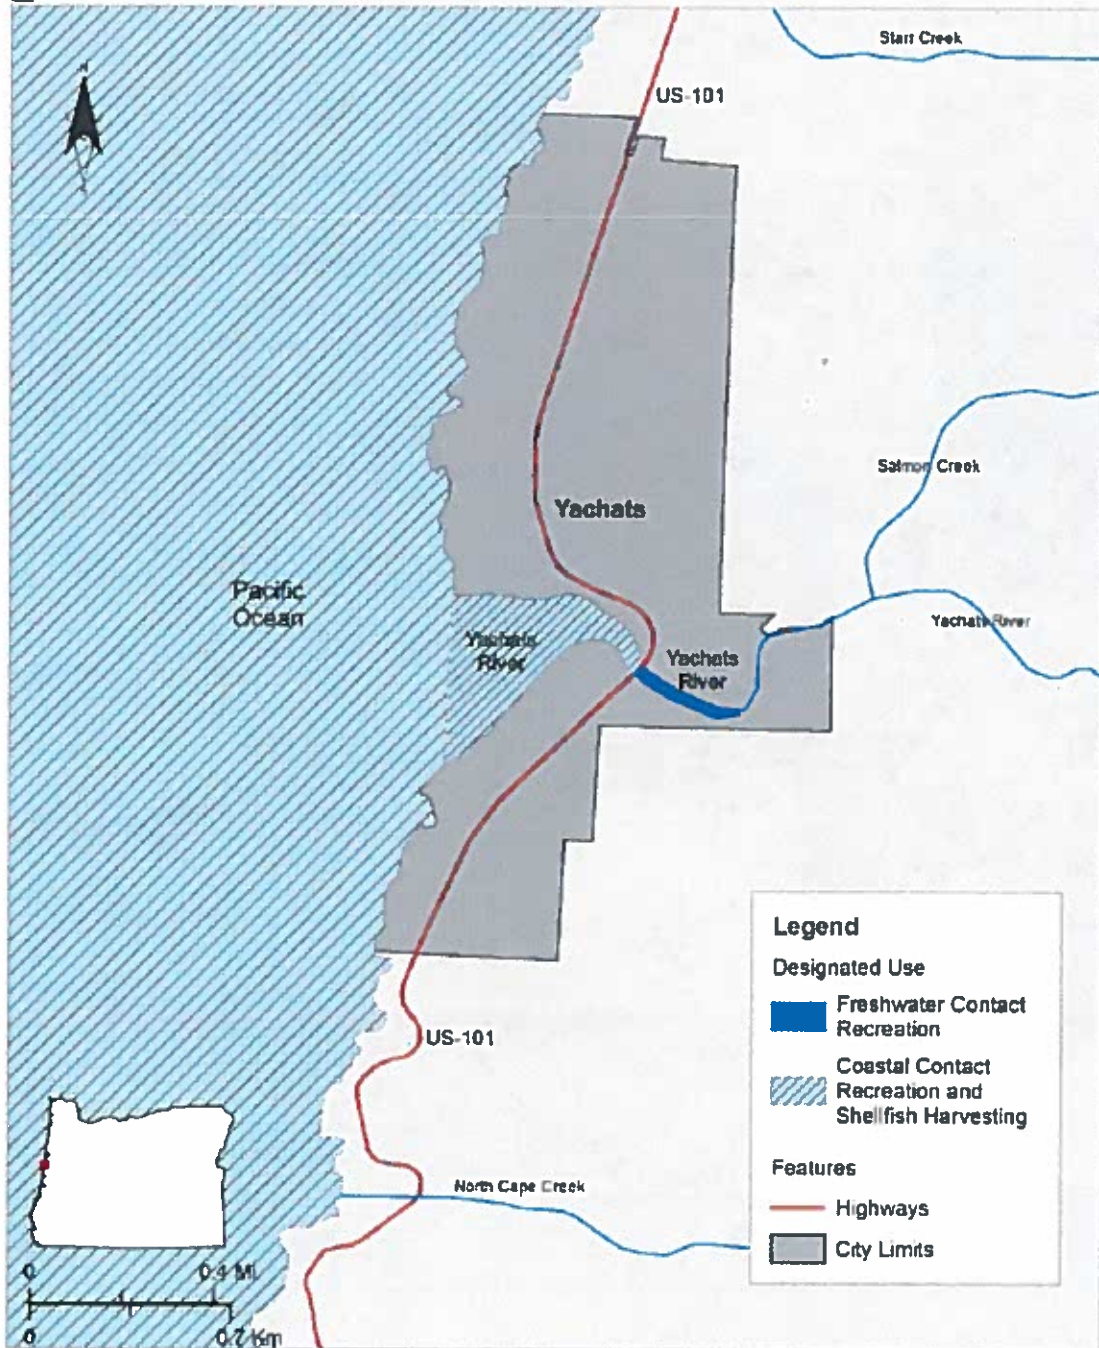 Starr Creek
N
US-101
Salmon Creek
Yachats
Pacific
Ocean
Yachats River
Yachats
River
Yachats
River
Legend
Designated Use
Freshwater Contact
Recreation
Coastal Contact
Recreation and
Shellfish Harvesting
US-101
Features
North Cape Creek
Highways
City Limits
0 0.4 Mi.
0 0.7 Km